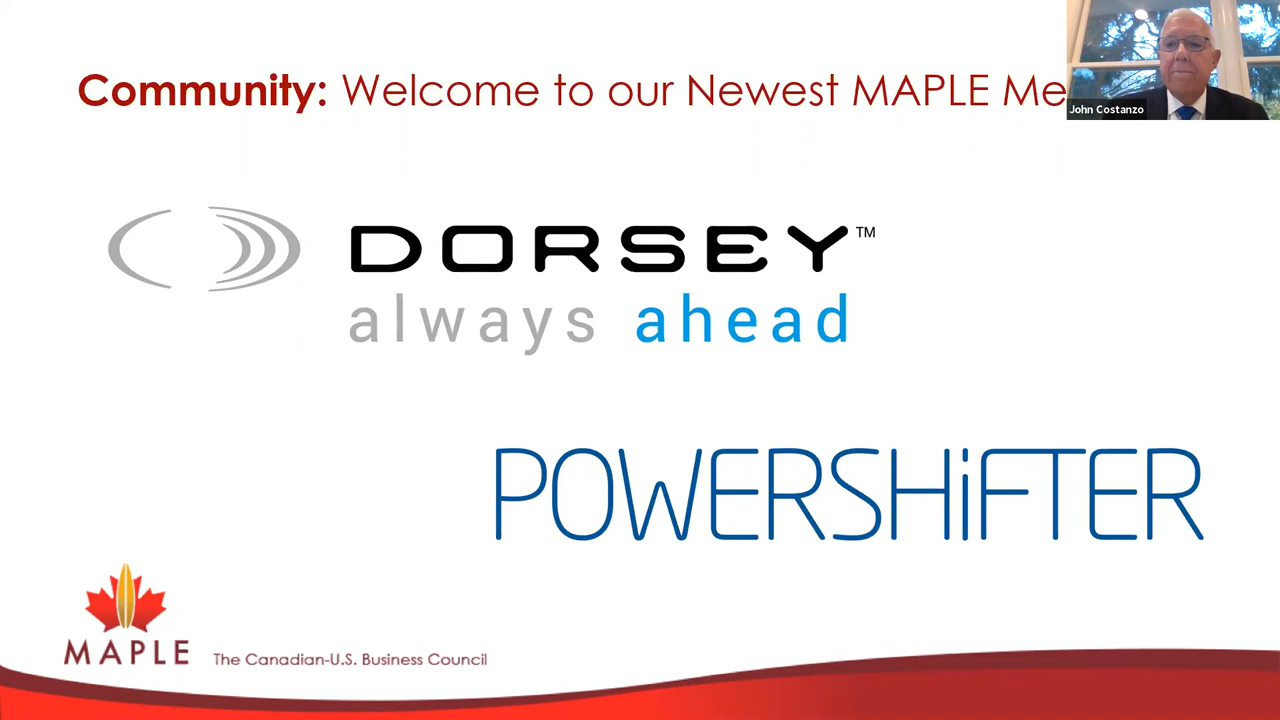 Community: Welcome to our Newest MAPLE Me
John Costanzo
DORSEY™
always ahead
POWERSHiFTER
MAPLE The Canadian-U.S. Business Council